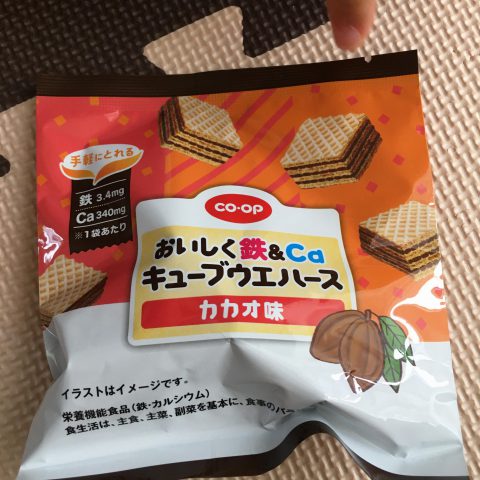 手軽にとれる
鉄 3.4mg
Ca 340mg
※1袋あたり
CO·OP
おいしく鉄&Ca
キューブウエハース
カカオ味
イラストはイメージです。
栄養機能食品(鉄・カルシウム)
食生活は、主食、主菜、副菜を基本に、食事のバ